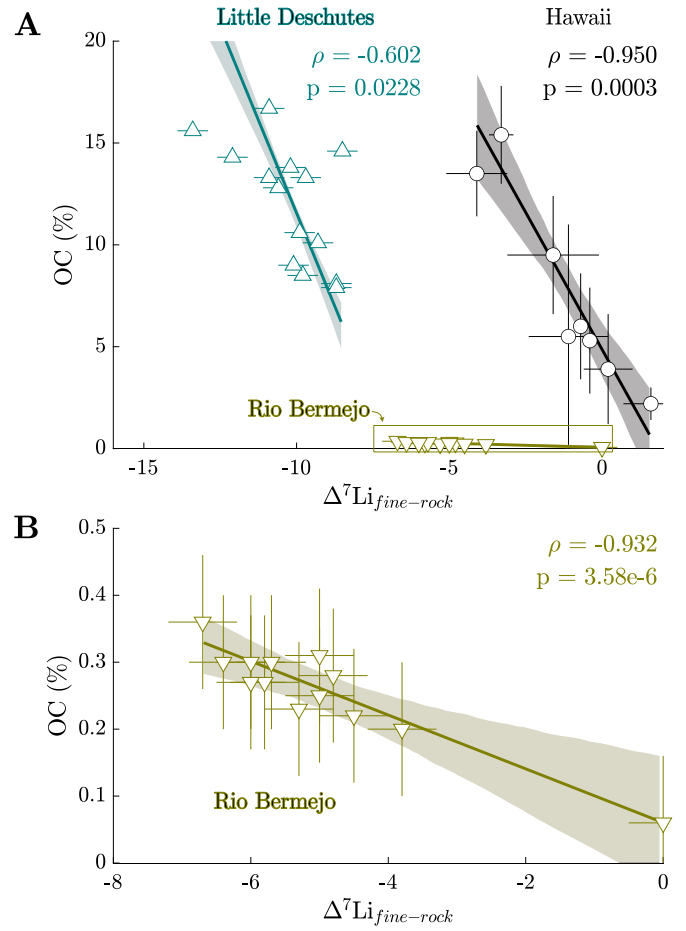 A
Little Deschutes
Hawaii
ρ = -0.602
p = 0.0228
ρ = -0.950
p = 0.0003
20
15
10
5
0
OC (%)
Rio Bermejo
-15
-10
-5
0
Δ⁷Li_fine−rock
B
ρ = -0.932
p = 3.58e-6
0.5
0.4
0.3
0.2
0.1
0
OC (%)
Rio Bermejo
-8
-6
-4
-2
0
Δ⁷Li_fine−rock